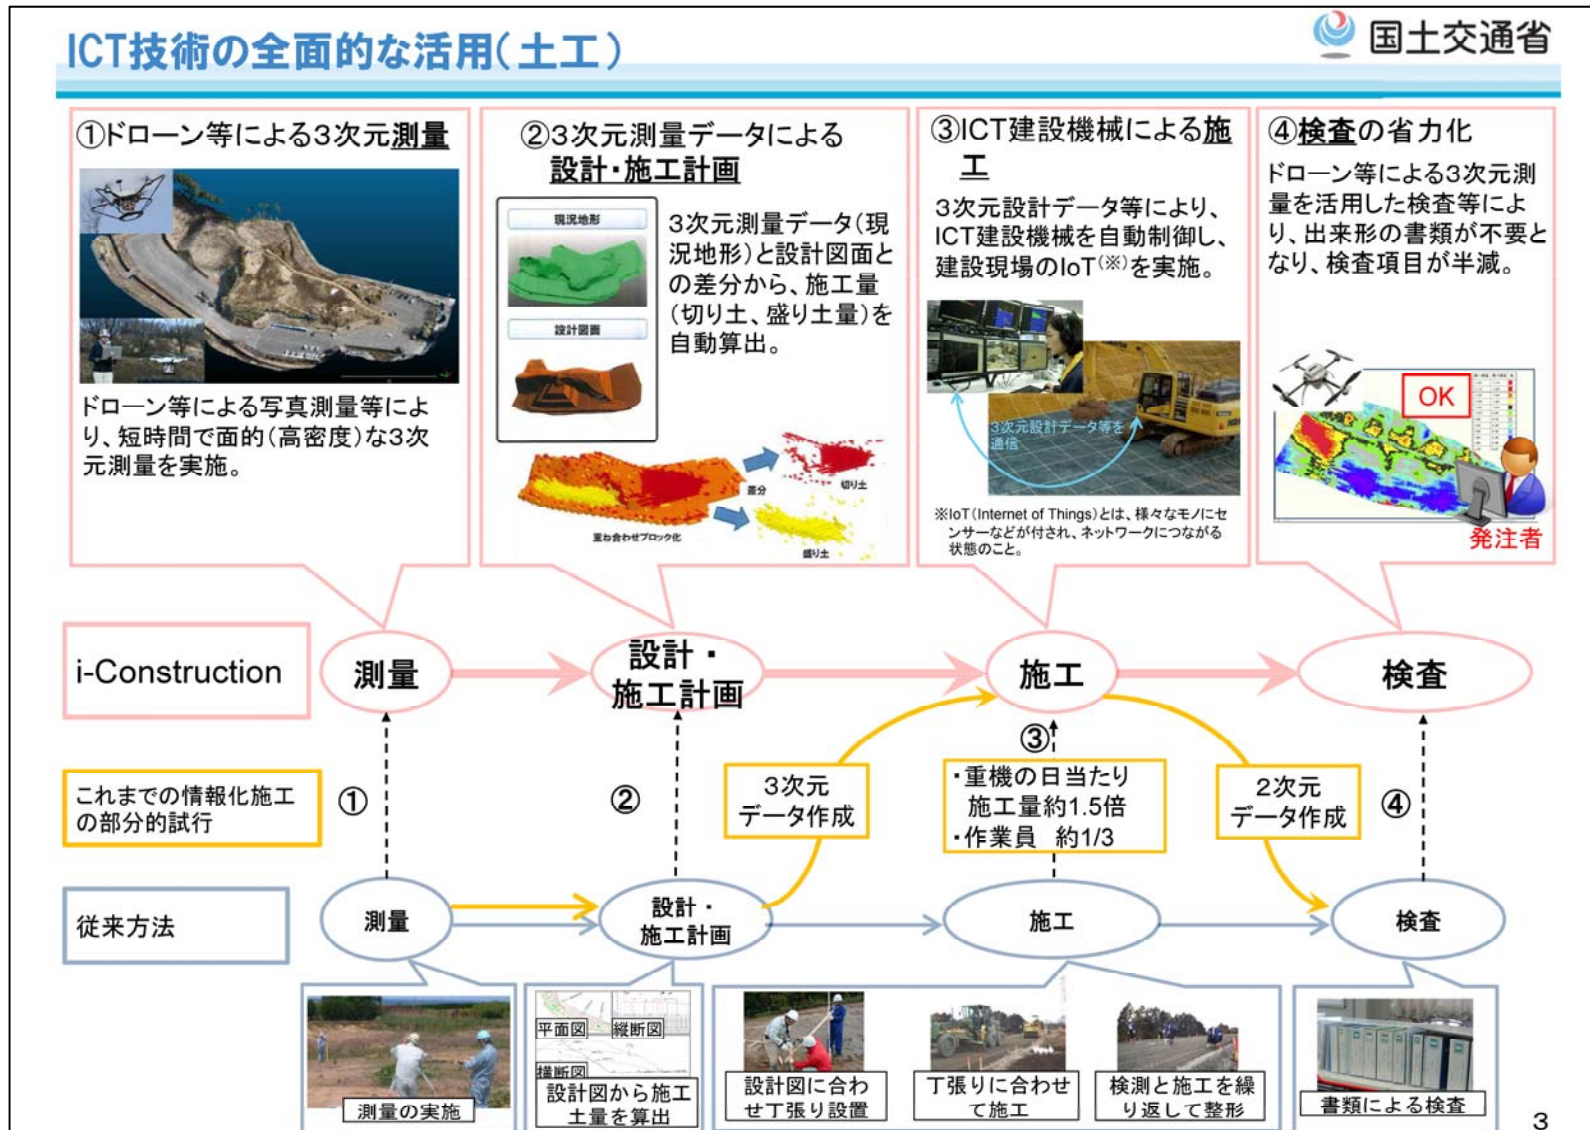 ICT技術の全面的な活用(土工)
国土交通省
①ドローン等による3次元測量
ドローン等による写真測量等によ
り、短時間で面的(高密度)な3次
元測量を実施。
②3次元測量データによる
設計・施工計画
現況地形
設計図面
3次元測量データ(現
況地形)と設計図面と
の差分から、施工量
(切り土、盛り土量)を
自動算出。
差分
切り土
重ね合わせブロック化
盛り土
③ICT建設機械による施
工
3次元設計データ等により、
ICT建設機械を自動制御し、
建設現場のIoT(※)を実施。
3次元設計データ等を
通信
※IoT(Internet of Things)とは、様々なモノにセ
ンサーなどが付され、ネットワークにつながる
状態のこと。
④検査の省力化
ドローン等による3次元測
量を活用した検査等によ
り、出来形の書類が不要と
なり、検査項目が半減。
OK
発注者
i-Construction
測量
設計・
施工計画
施工
検査
これまでの情報化施工
の部分的試行
①
②
3次元
データ作成
③
・重機の日当たり
施工量約1.5倍
・作業員 約1/3
2次元
データ作成
④
従来方法
測量
設計・
施工計画
施工
検査
測量の実施
平面図
縦断図
横断図
設計図から施工
土量を算出
設計図に合わ
せ丁張り設置
丁張りに合わせ
て施工
検測と施工を繰
り返して整形
書類による検査
3